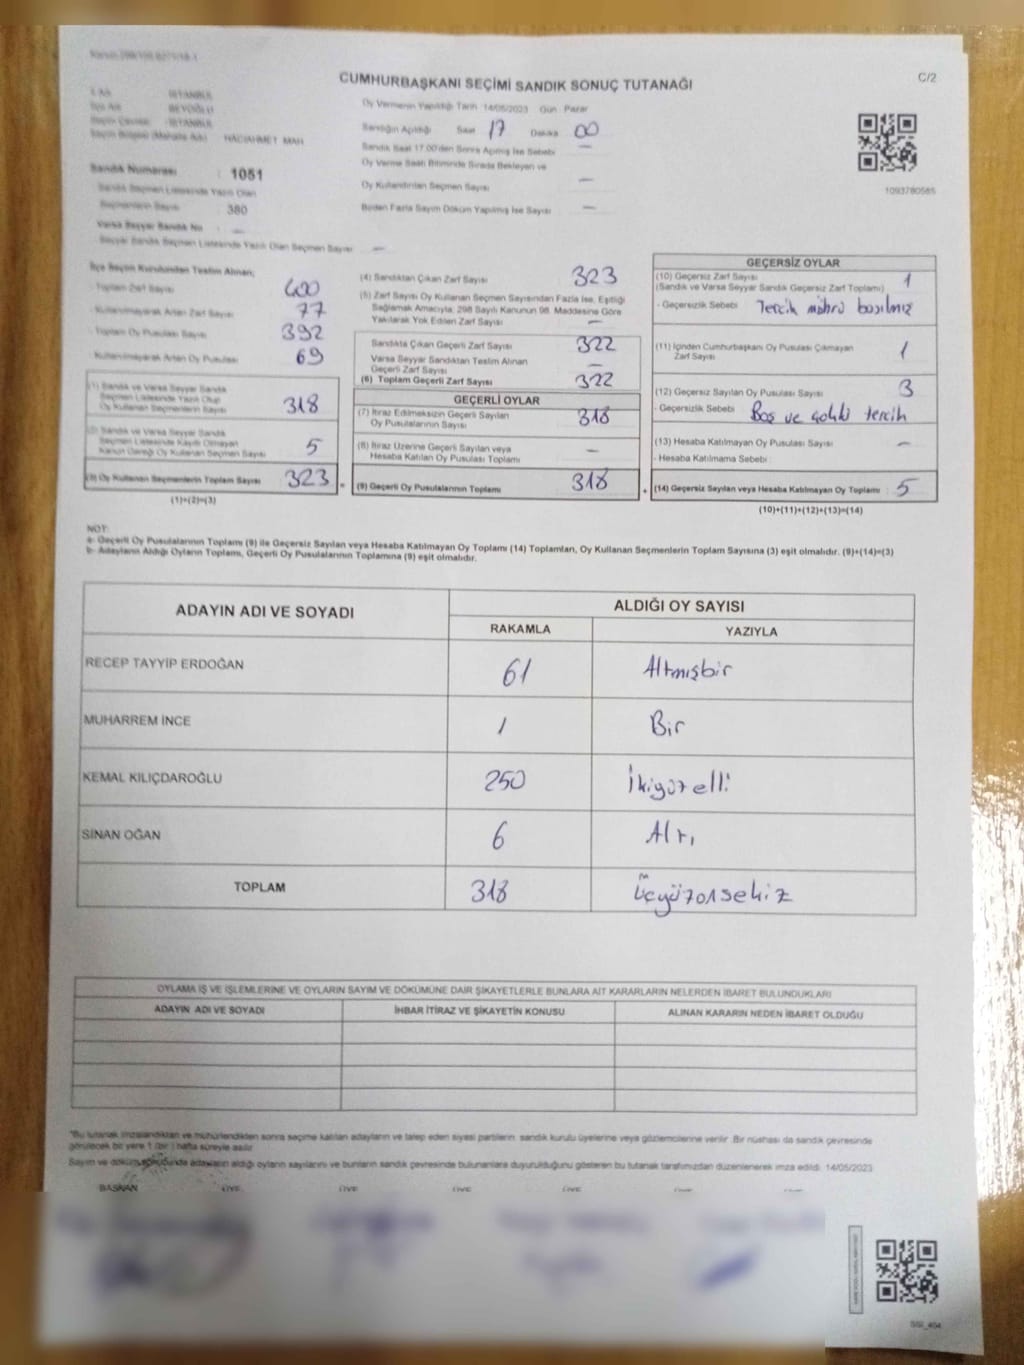 C/2
CUMHURBAŞKANI SEÇİMİ SANDIK SONUÇ TUTANAĞI
İSTANBUL
BEYOĞLU
İSTANBUL
Seçim Bölgesi (Mahalle Adı) HACIAHMET MAH.
Sandık Numarası : 1051
Sandık Seçmen Listesinde Yazılı Olan
Seçmenlerin Sayısı : 380
Varsa Seyyar Sandık No : —
Seyyar Sandık Seçmen Listesinde Yazılı Olan Seçmen Sayısı —
Oy Vermenin Yapıldığı Tarih 14/05/2023 Gün Pazar
Sandığın Açıldığı Saat 17 Dakika 00
Sandık Saat 17.00'den Sonra Açılmış İse Sebebi —
Oy Verme Saati Bitiminde Sırada Bekleyen ve
Oy Kullandırılan Seçmen Sayısı —
Birden Fazla Sayım Döküm Yapılmış İse Sayısı —
1093780585
İlçe Seçim Kurulundan Teslim Alınan;
- Toplam Zarf Sayısı 400
- Kullanılmayarak Artan Zarf Sayısı 77
- Toplam Oy Pusulası Sayısı 392
- Kullanılmayarak Artan Oy Pusulası 69
(1) Sandık ve Varsa Seyyar Sandık
Seçmen Listesinde Yazılı Olup
Oy Kullanan Seçmenlerin Sayısı 318
(2) Sandık ve Varsa Seyyar Sandık
Seçmen Listesinde Kayıtlı Olmayan
Kanun Gereği Oy Kullanan Seçmen Sayısı 5
(3) Oy Kullanan Seçmenlerin Toplam Sayısı 323
(1)+(2)=(3)
(4) Sandıktan Çıkan Zarf Sayısı 323
(5) Zarf Sayısı Oy Kullanan Seçmen Sayısından Fazla İse, Eşitliği
Sağlamak Amacıyla; 298 Sayılı Kanunun 98. Maddesine Göre
Yakılarak Yok Edilen Zarf Sayısı —
Sandıkta Çıkan Geçerli Zarf Sayısı 322
Varsa Seyyar Sandıktan Teslim Alınan
Geçerli Zarf Sayısı —
(6) Toplam Geçerli Zarf Sayısı 322
GEÇERLİ OYLAR
(7) İtiraz Edilmeksizin Geçerli Sayılan
Oy Pusulalarının Sayısı 318
(8) İtiraz Üzerine Geçerli Sayılan veya
Hesaba Katılan Oy Pusulası Toplamı —
= (9) Geçerli Oy Pusulalarının Toplamı 318
GEÇERSİZ OYLAR
(10) Geçersiz Zarf Sayısı 1
(Sandık ve Varsa Seyyar Sandık Geçersiz Zarf Toplamı)
- Geçersizlik Sebebi Tercih mührü basılmış
(11) İçinden Cumhurbaşkanı Oy Pusulası Çıkmayan
Zarf Sayısı 1
(12) Geçersiz Sayılan Oy Pusulası Sayısı 3
- Geçersizlik Sebebi Boş ve çoklu tercih
(13) Hesaba Katılmayan Oy Pusulası Sayısı —
- Hesaba Katılmama Sebebi :
+ (14) Geçersiz Sayılan veya Hesaba Katılmayan Oy Toplamı : 5
(10)+(11)+(12)+(13)=(14)
NOT:
a- Geçerli Oy Pusulalarının Toplamı (9) ile Geçersiz Sayılan veya Hesaba Katılmayan Oy Toplamı (14) Toplamları, Oy Kullanan Seçmenlerin Toplam Sayısına (3) eşit olmalıdır. (9)+(14)=(3)
b- Adayların Aldığı Oyların Toplamı, Geçerli Oy Pusulalarının Toplamına (9) eşit olmalıdır.
ADAYIN ADI VE SOYADI ALDIĞI OY SAYISI
RAKAMLA YAZIYLA
RECEP TAYYİP ERDOĞAN 61 Altmışbir
MUHARREM İNCE 1 Bir
KEMAL KILIÇDAROĞLU 250 İkiyüzelli
SİNAN OĞAN 6 Altı
TOPLAM 318 Üçyüzonsekiz
OYLAMA İŞ VE İŞLEMLERİNE VE OYLARIN SAYIM VE DÖKÜMÜNE DAİR ŞİKAYETLERLE BUNLARA AİT KARARLARIN NELERDEN İBARET BULUNDUKLARI
ADAYIN ADI VE SOYADI İHBAR İTİRAZ VE ŞİKAYETİN KONUSU ALINAN KARARIN NEDEN İBARET OLDUĞU
*Bu tutanak imzalandıktan ve mühürlendikten sonra seçime katılan adayların ve talep eden siyasi partilerin sandık kurulu üyelerine veya gözlemcilerine verilir. Bir nüshası da sandık çevresinde
görülecek bir yere 1 (bir) hafta süreyle asılır.
Sayım ve döküm sonucunda adayların aldığı oyların sayılarını ve bunların sandık çevresinde bulunanlara duyurulduğunu gösteren bu tutanak tarafımızdan düzenlenerek imza edildi. 14/05/2023
BAŞKAN ÜYE ÜYE ÜYE ÜYE